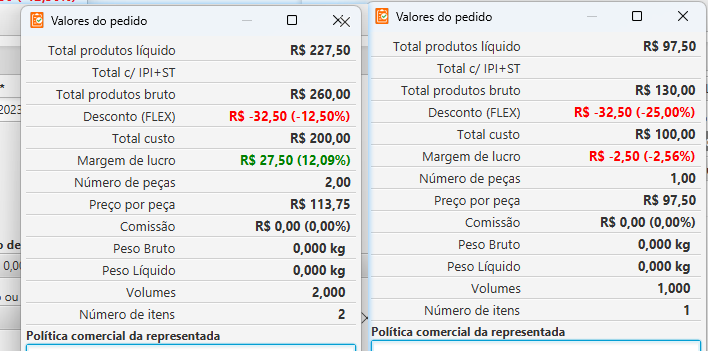 Valores do pedido
Total produtos líquido R$ 227,50
Total c/ IPI+ST
Total produtos bruto R$ 260,00
Desconto (FLEX) R$ -32,50 (-12,50%)
Total custo R$ 200,00
Margem de lucro R$ 27,50 (12,09%)
Número de peças 2,00
Preço por peça R$ 113,75
Comissão R$ 0,00 (0,00%)
Peso Bruto 0,000 kg
Peso Líquido 0,000 kg
Volumes 2,000
Número de itens 2
Política comercial da representada
Valores do pedido
Total produtos líquido R$ 97,50
Total c/ IPI+ST
Total produtos bruto R$ 130,00
Desconto (FLEX) R$ -32,50 (-25,00%)
Total custo R$ 100,00
Margem de lucro R$ -2,50 (-2,56%)
Número de peças 1,00
Preço por peça R$ 97,50
Comissão R$ 0,00 (0,00%)
Peso Bruto 0,000 kg
Peso Líquido 0,000 kg
Volumes 1,000
Número de itens 1
Política comercial da representada